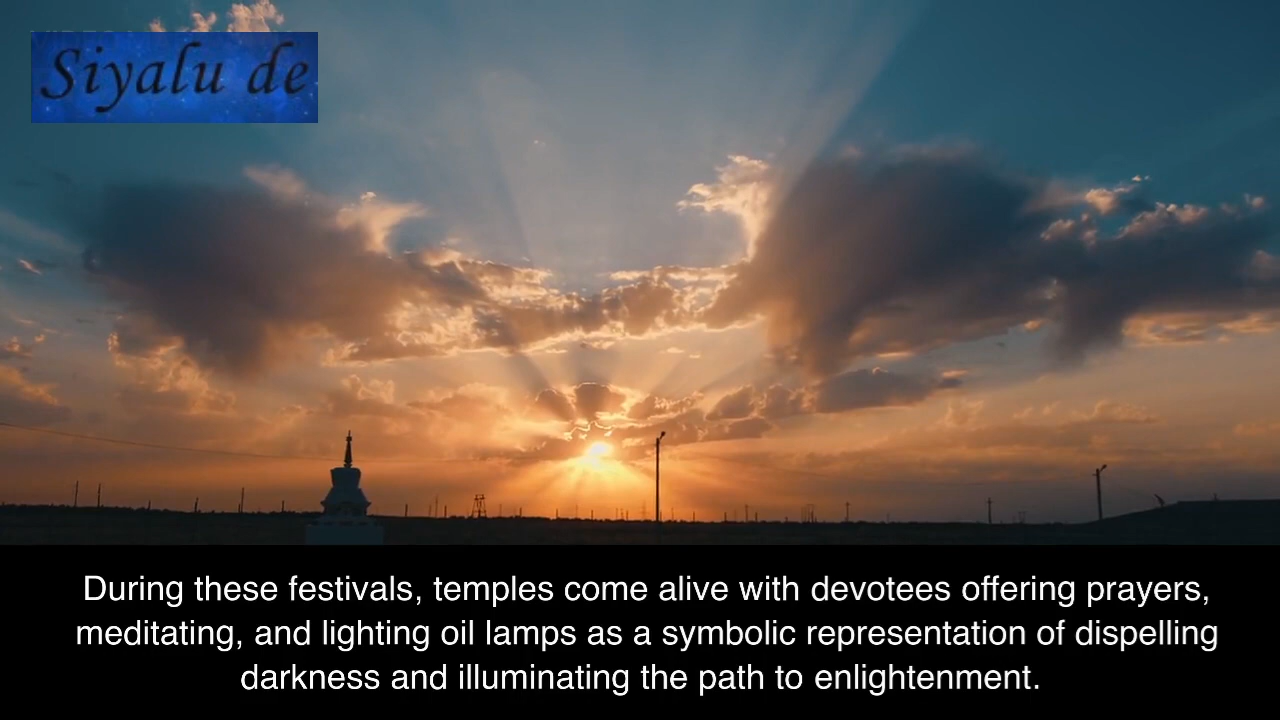 Siyalu de
During these festivals, temples come alive with devotees offering prayers,
meditating, and lighting oil lamps as a symbolic representation of dispelling
darkness and illuminating the path to enlightenment.